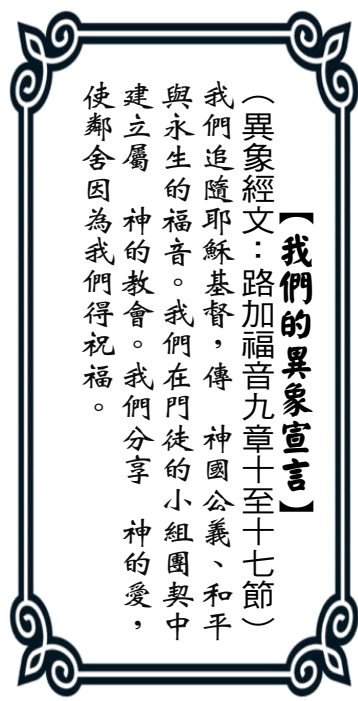 【我們的異象宣言】
（異象經文：路加福音九章十至十七節）
我們追隨耶穌基督，傳　神國公義、和平
與永生的福音。我們在門徒的小組團契中
建立屬　神的教會。我們分享　神的愛，
使鄰舍因為我們得祝福。